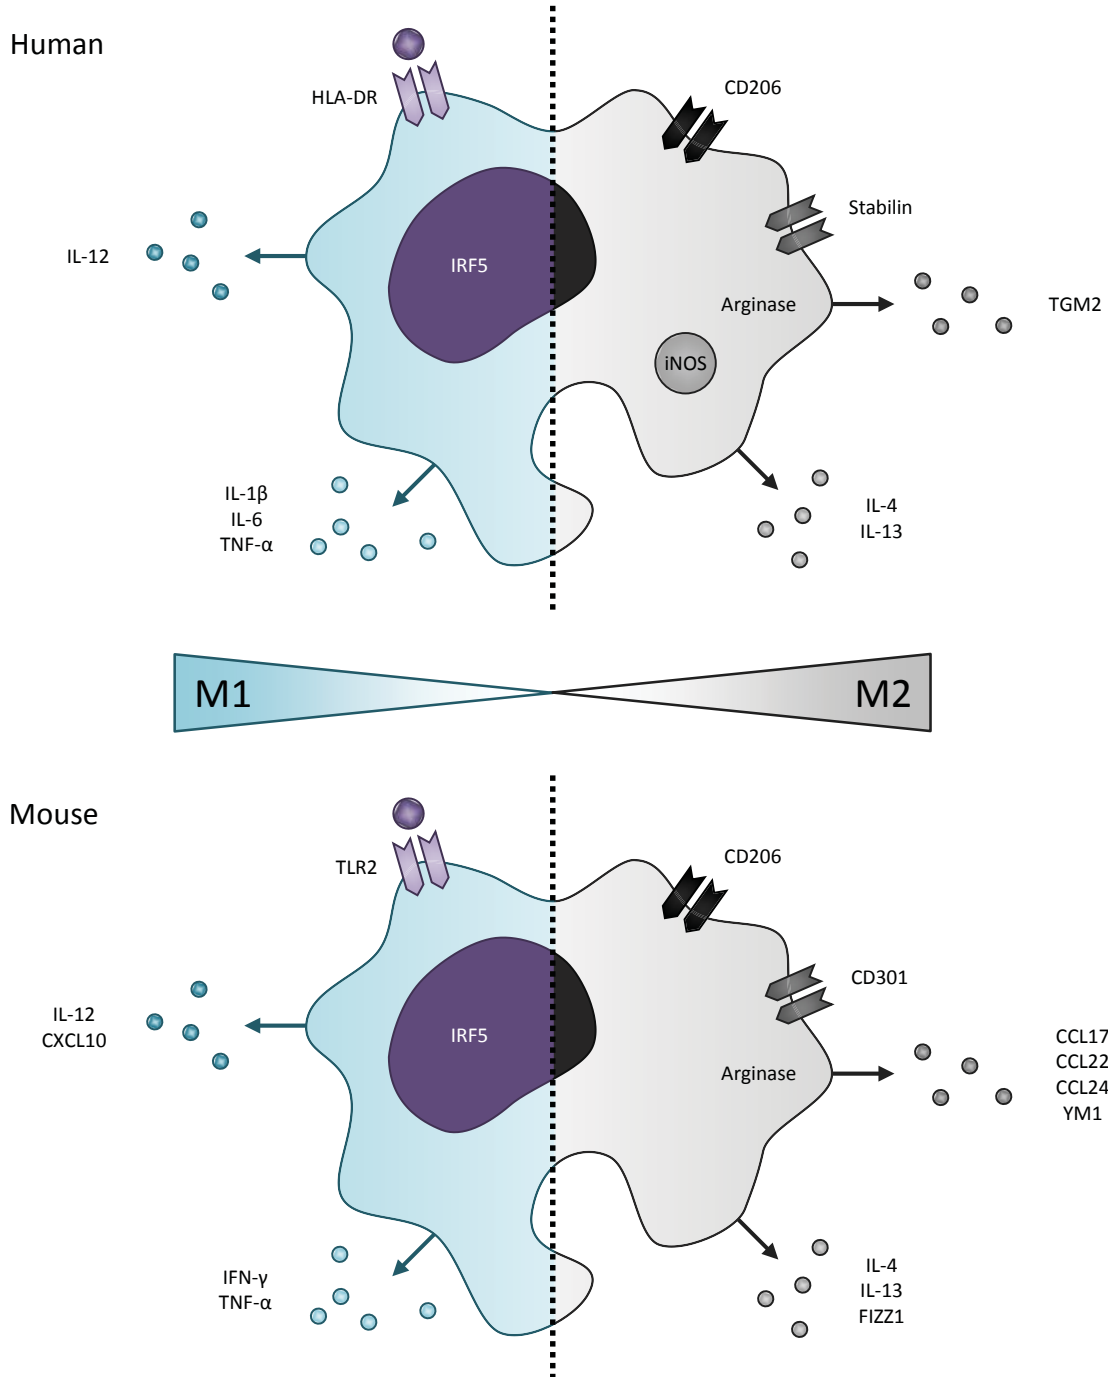 Human
HLA-DR
CD206
Stabilin
IL-12
IRF5
Arginase
TGM2
iNOS
IL-1β
IL-6
TNF-α
IL-4
IL-13
M1
M2
Mouse
TLR2
CD206
CD301
IL-12
CXCL10
IRF5
Arginase
CCL17
CCL22
CCL24
YM1
IFN-γ
TNF-α
IL-4
IL-13
FIZZ1